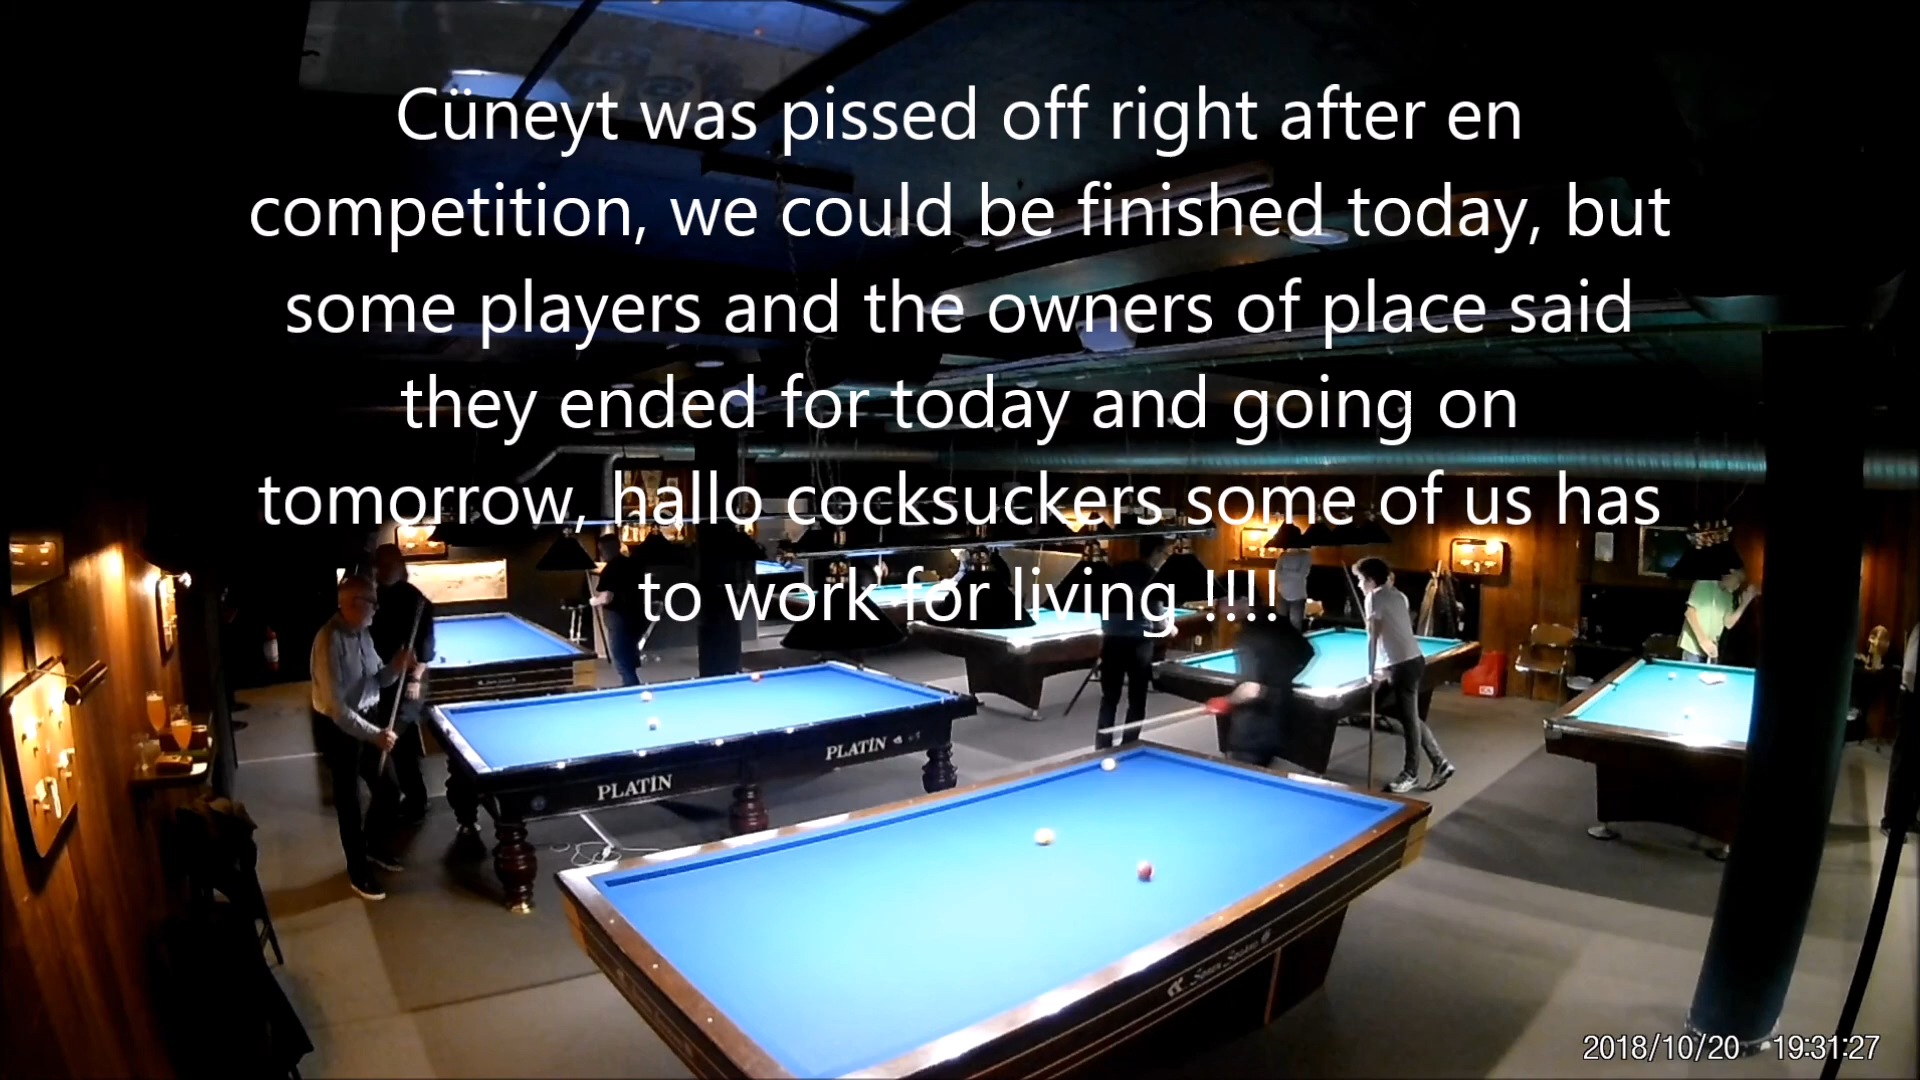 Cüneyt was pissed off right after en
competition, we could be finished today, but
some players and the owners of place said
they ended for today and going on
tomorrow, hallo cocksuckers some of us has
to work for living !!!!
PLATİN
PLATİN
2018/10/20 19:31:27